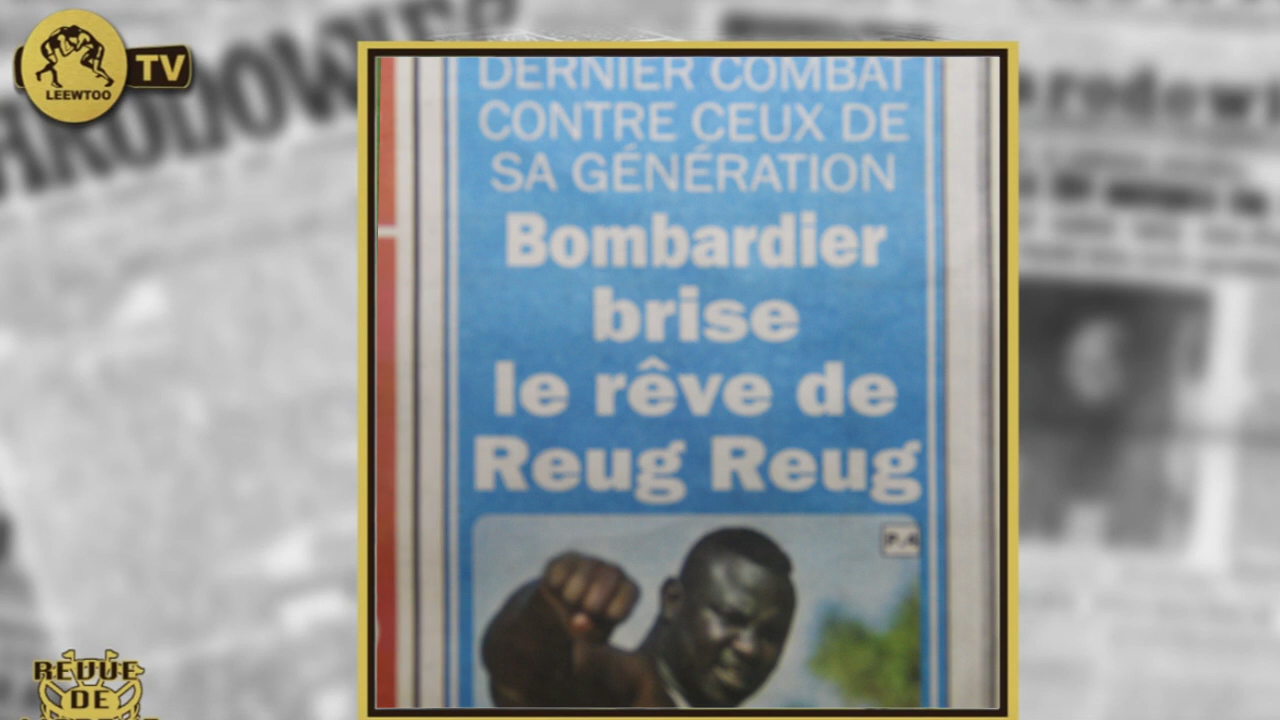 LEEWTOO
TV
DERNIER COMBAT
CONTRE CEUX DE
SA GÉNÉRATION
Bombardier
brise
le rêve de
Reug Reug
P.4
REVUE
DE